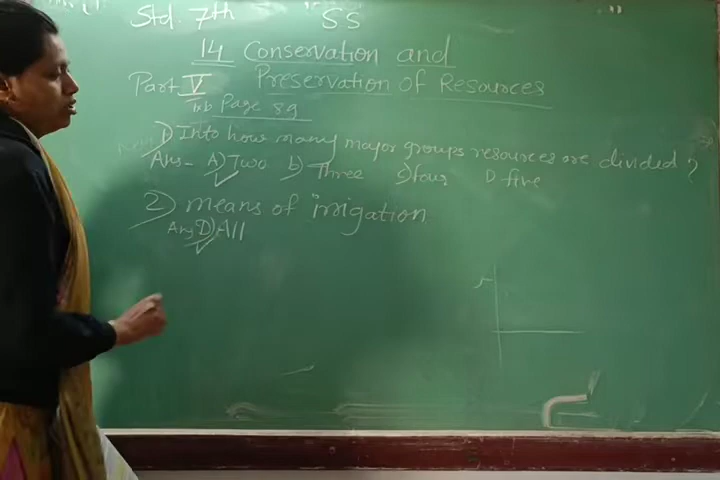 Std. 7th "SS"
14 Conservation and
Part V Preservation of Resources
Page 89
1) Into how many major groups resources are divided?
Ans- A) Two b) Three c) four D five
2) means of irrigation
Ans D) All